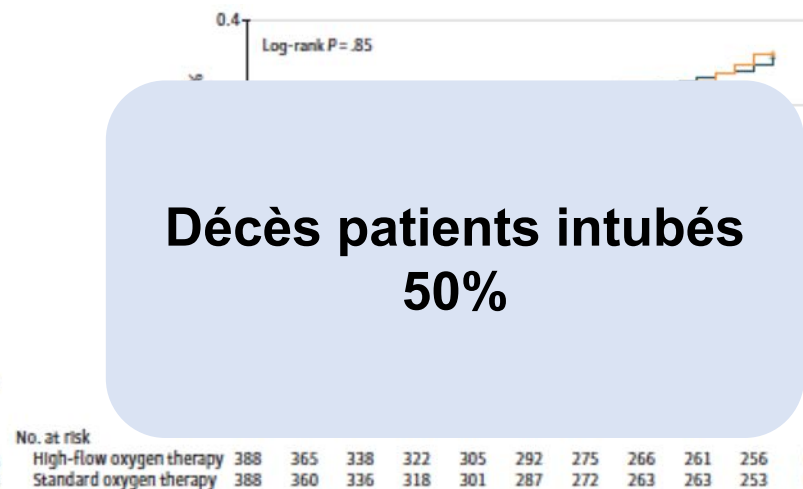 0.4
Log-rank P= .85
Décès patients intubés
50%
No. at risk
High-flow oxygen therapy 388 365 338 322 305 292 275 266 261 256
Standard oxygen therapy 388 360 336 318 301 287 272 263 263 253